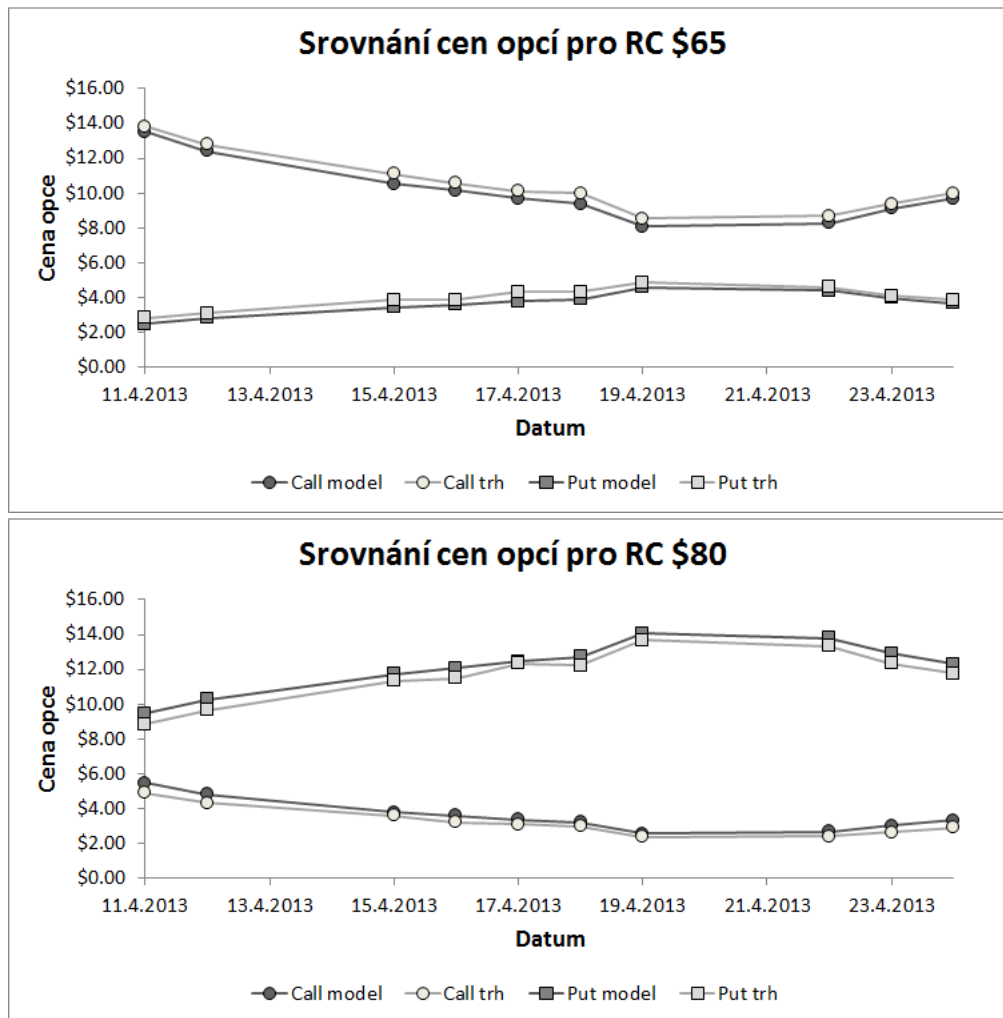 Srovnání cen opcí pro RC $65
$16.00
$14.00
$12.00
$10.00
$8.00
$6.00
$4.00
$2.00
$0.00
Cena opce
11.4.2013 13.4.2013 15.4.2013 17.4.2013 19.4.2013 21.4.2013 23.4.2013
Datum
Call model Call trh Put model Put trh
Srovnání cen opcí pro RC $80
$16.00
$14.00
$12.00
$10.00
$8.00
$6.00
$4.00
$2.00
$0.00
Cena opce
11.4.2013 13.4.2013 15.4.2013 17.4.2013 19.4.2013 21.4.2013 23.4.2013
Datum
Call model Call trh Put model Put trh